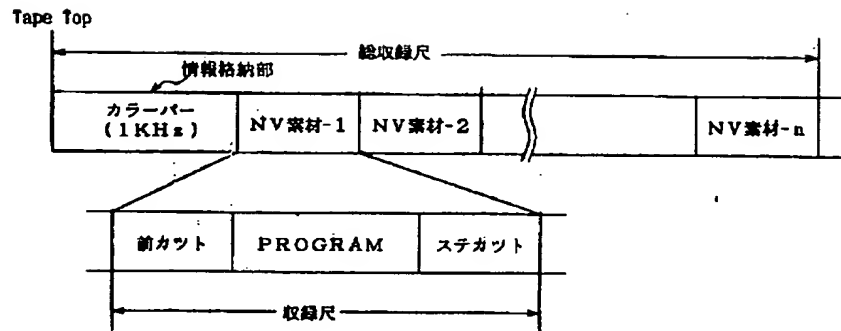 Tape Top
総収録尺
情報格納部
カラーバー
(1KHz)
NV素材-1
NV素材-2
NV素材-n
前カット
PROGRAM
ステカット
収録尺